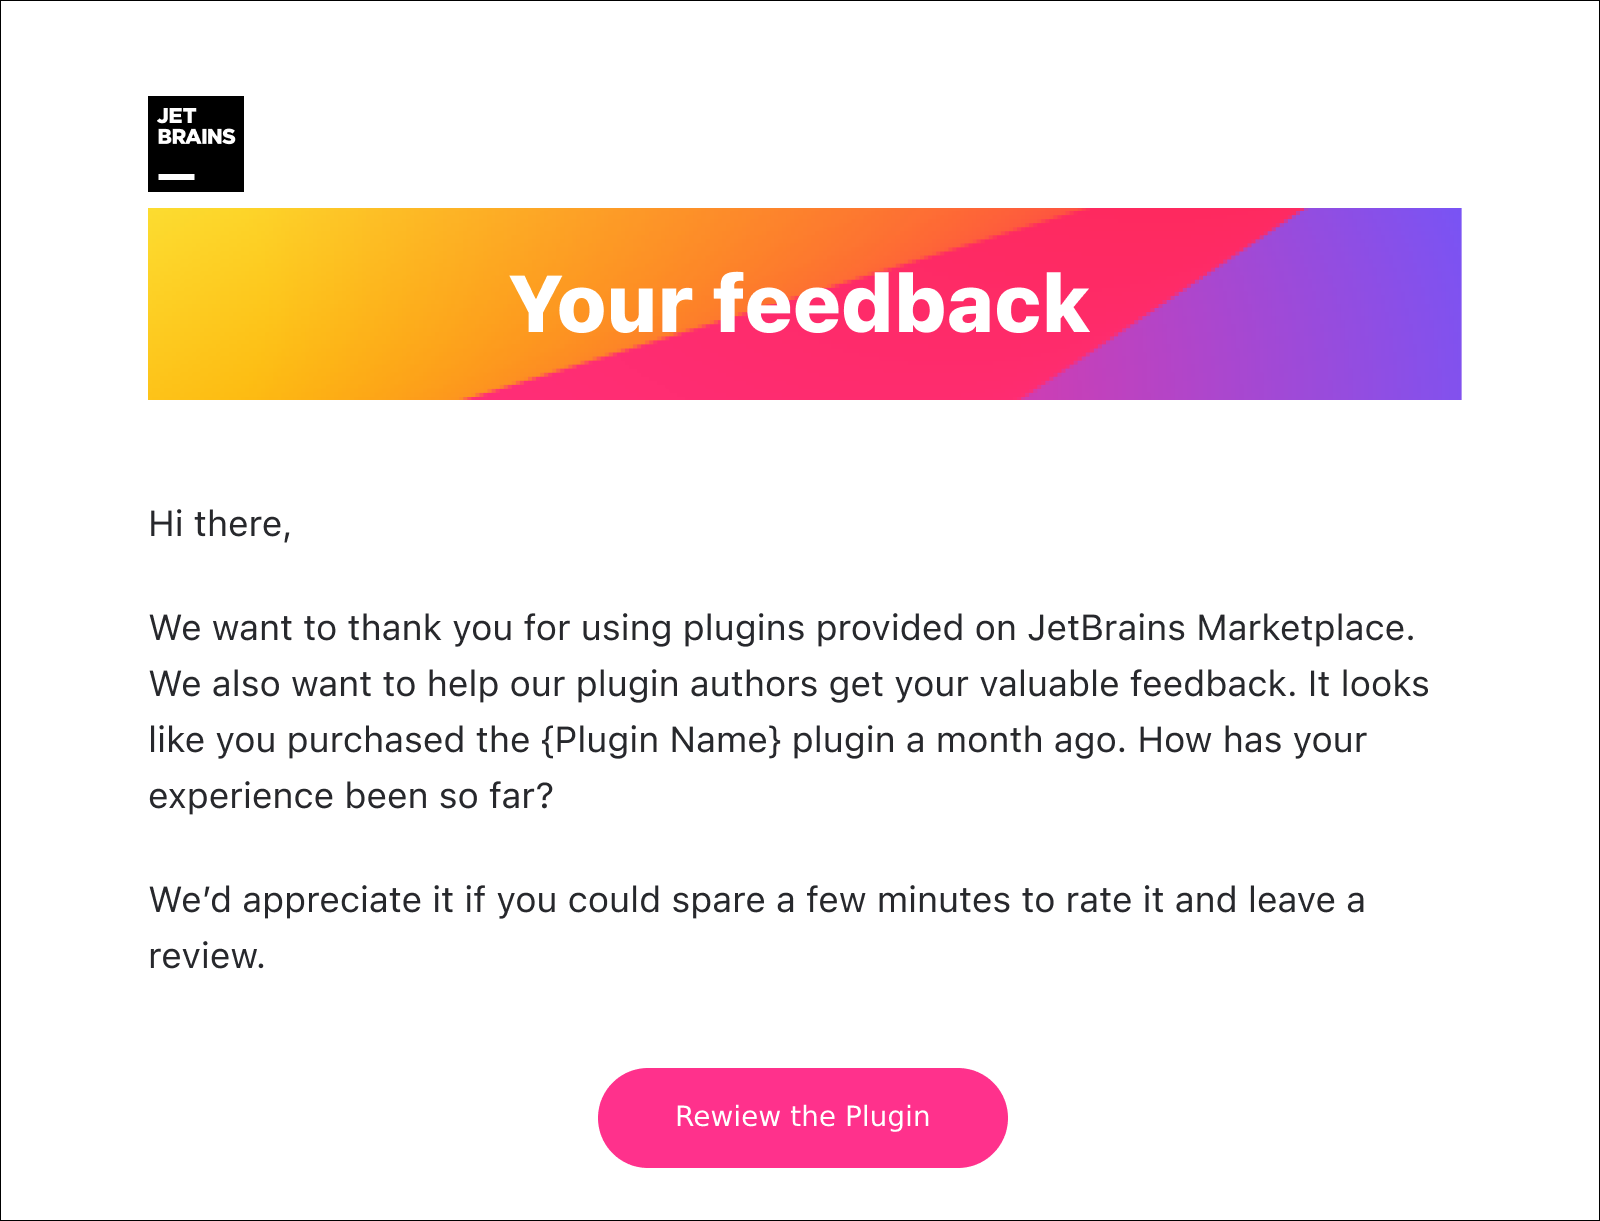 JET
BRAINS
Your feedback
Hi there,
We want to thank you for using plugins provided on JetBrains Marketplace.
We also want to help our plugin authors get your valuable feedback. It looks
like you purchased the {Plugin Name} plugin a month ago. How has your
experience been so far?
We’d appreciate it if you could spare a few minutes to rate it and leave a
review.
Rewiew the Plugin